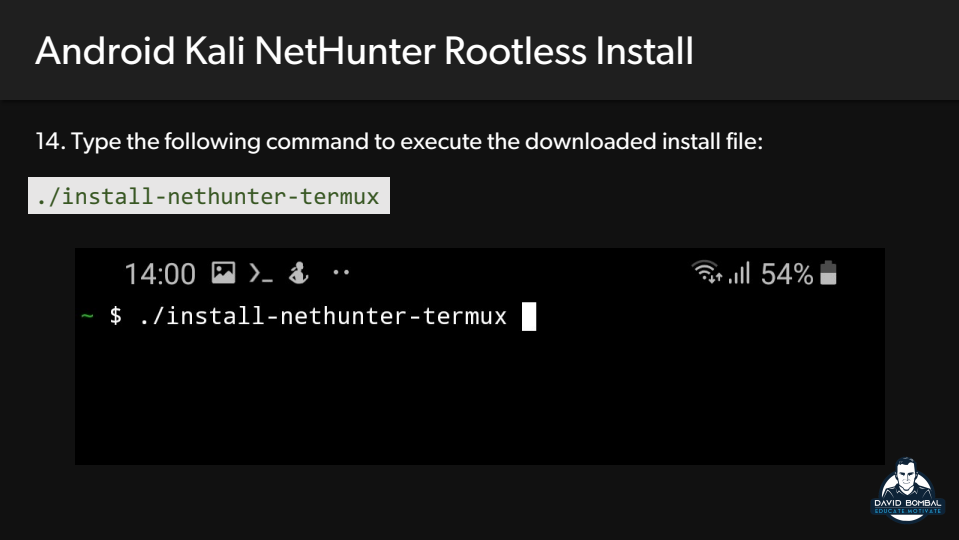 Android Kali NetHunter Rootless Install
14. Type the following command to execute the downloaded install file:
./install-nethunter-termux
14:00 54%
~ $ ./install-nethunter-termux
DAVID BOMBAL
EDUCATE MOTIVATE